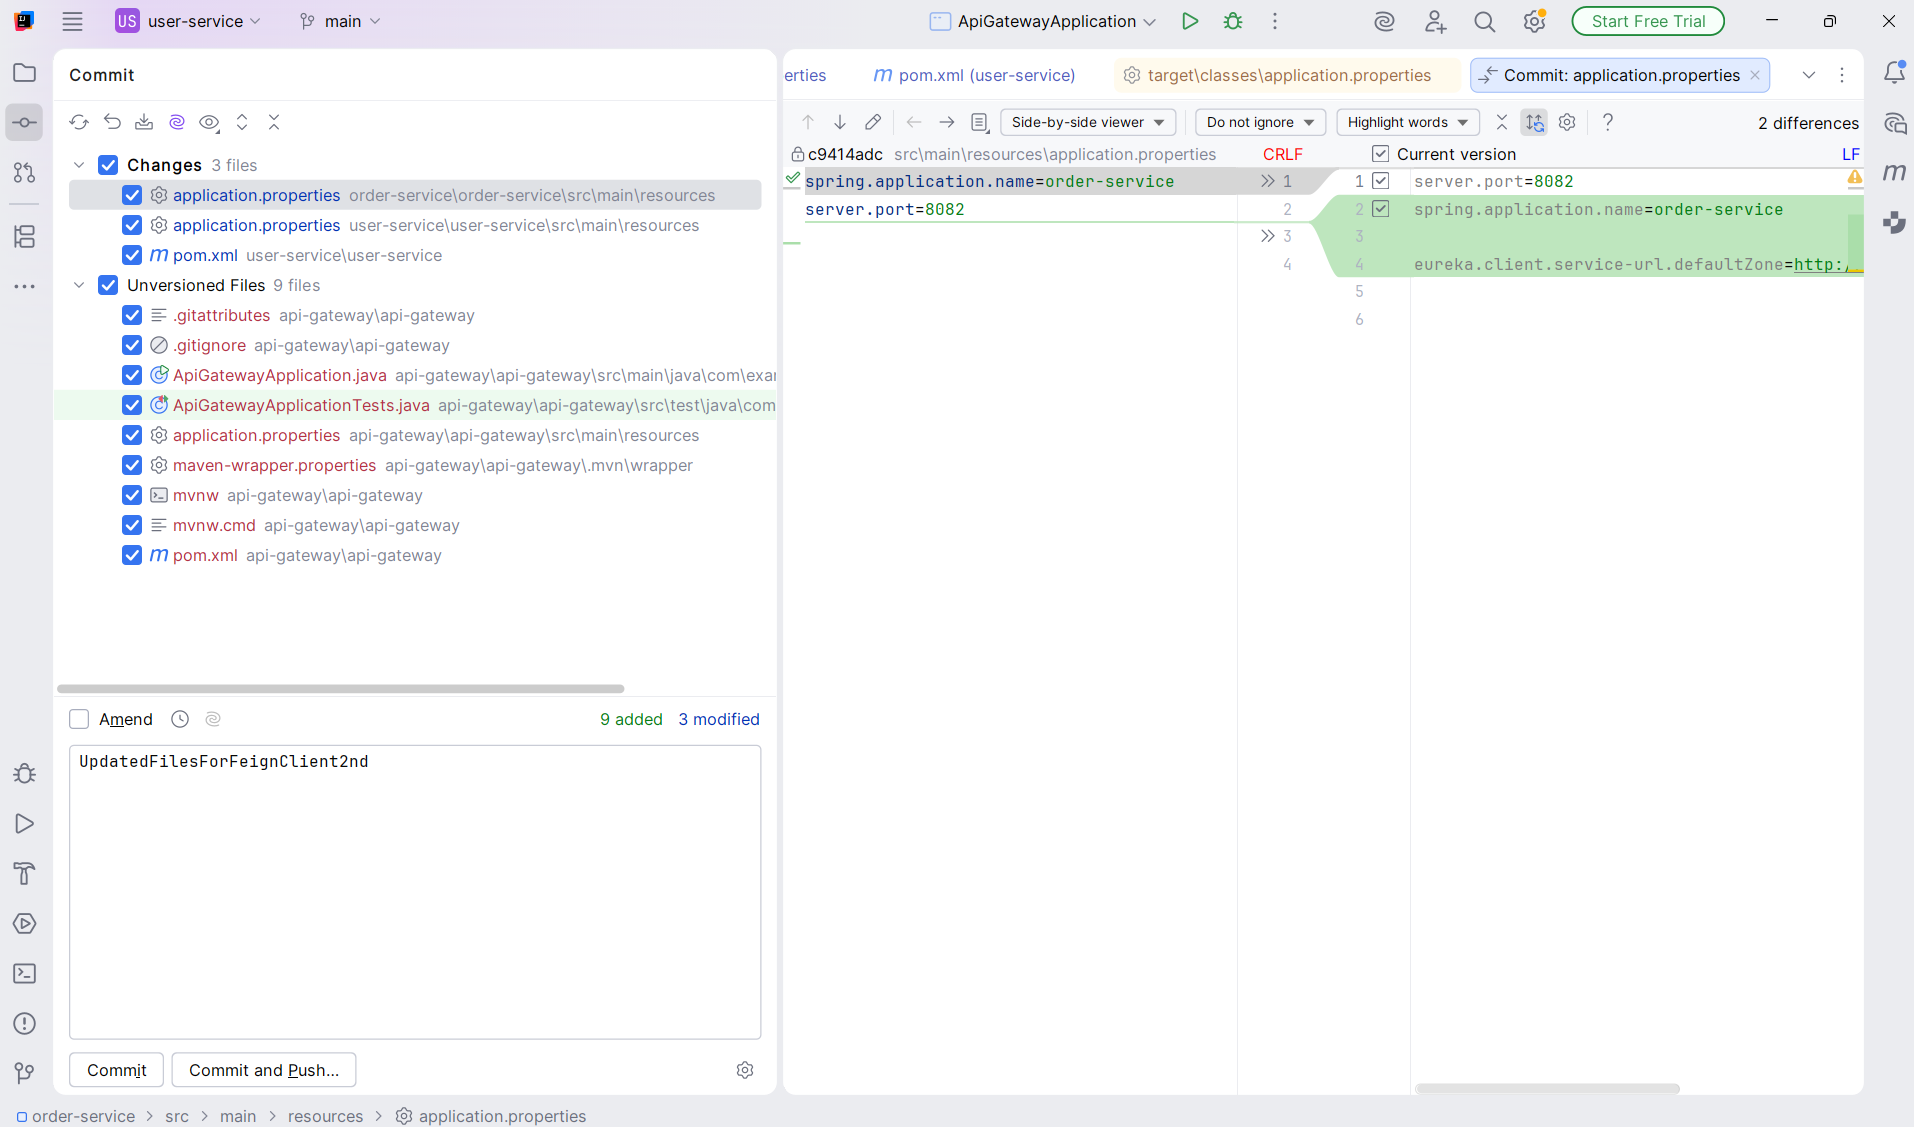 US user-service main ApiGatewayApplication Start Free Trial
Commit
erties pom.xml (user-service) target\classes\application.properties Commit: application.properties
Side-by-side viewer Do not ignore Highlight words ? 2 differences
c9414adc src\main\resources\application.properties CRLF Current version LF
Changes 3 files
application.properties order-service\order-service\src\main\resources
application.properties user-service\user-service\src\main\resources
m pom.xml user-service\user-service
Unversioned Files 9 files
.gitattributes api-gateway\api-gateway
.gitignore api-gateway\api-gateway
ApiGatewayApplication.java api-gateway\api-gateway\src\main\java\com\exa
ApiGatewayApplicationTests.java api-gateway\api-gateway\src\test\java\com
application.properties api-gateway\api-gateway\src\main\resources
maven-wrapper.properties api-gateway\api-gateway\.mvn\wrapper
mvnw api-gateway\api-gateway
mvnw.cmd api-gateway\api-gateway
m pom.xml api-gateway\api-gateway
Amend 9 added 3 modified
UpdatedFilesForFeignClient2nd
Commit Commit and Push...
spring.application.name=order-service 1
server.port=8082 2
3
4
1 server.port=8082
2 spring.application.name=order-service
3
4 eureka.client.service-url.defaultZone=http:/
5
6
order-service > src > main > resources > application.properties